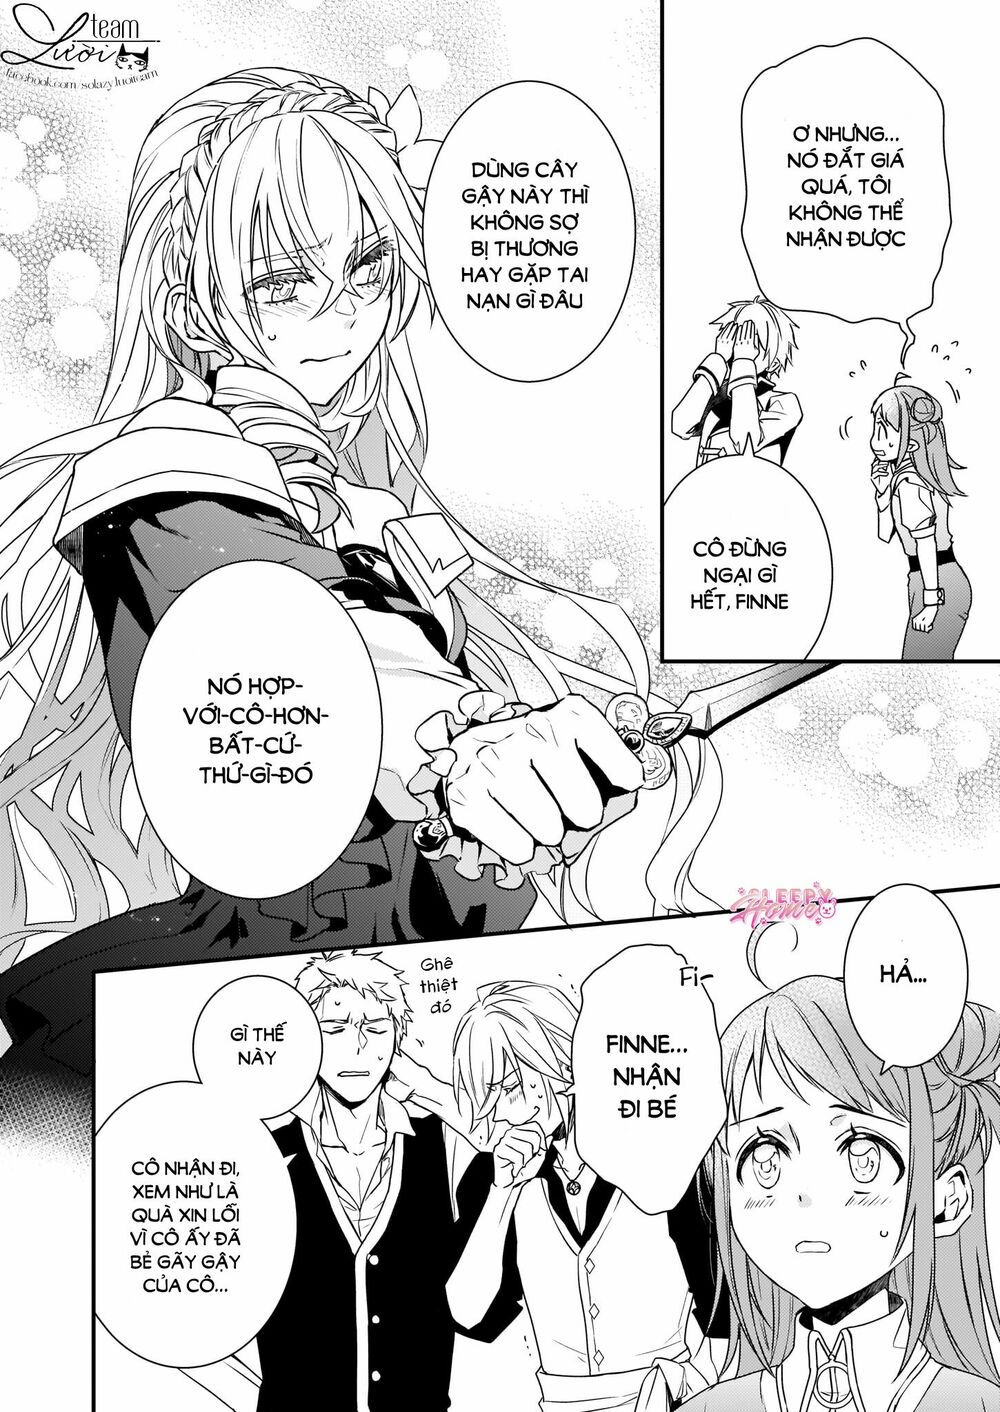 team
Lười
facebook.com/solazy.luoiteam
Ơ NHƯNG...
NÓ ĐẮT GIÁ
QUÁ, TÔI
KHÔNG THỂ
NHẬN ĐƯỢC
CÔ ĐỪNG
NGẠI GÌ
HẾT, FINNE
DÙNG CÂY
GẬY NÀY THÌ
KHÔNG SỢ
BỊ THƯƠNG
HAY GẶP TAI
NẠN GÌ ĐÂU
NÓ HỢP-
VỚI-CÔ-HƠN-
BẤT-CỨ-
THỨ-GÌ-ĐÓ
SLEEPY
Home
HẢ...
Fi-
FINNE...
NHẬN
ĐI BÉ
Ghê
thiệt
đó
GÌ THẾ
NÀY
CÔ NHẬN ĐI,
XEM NHƯ LÀ
QUÀ XIN LỖI
VÌ CÔ ẤY ĐÃ
BẺ GÃY GẬY
CỦA CÔ...